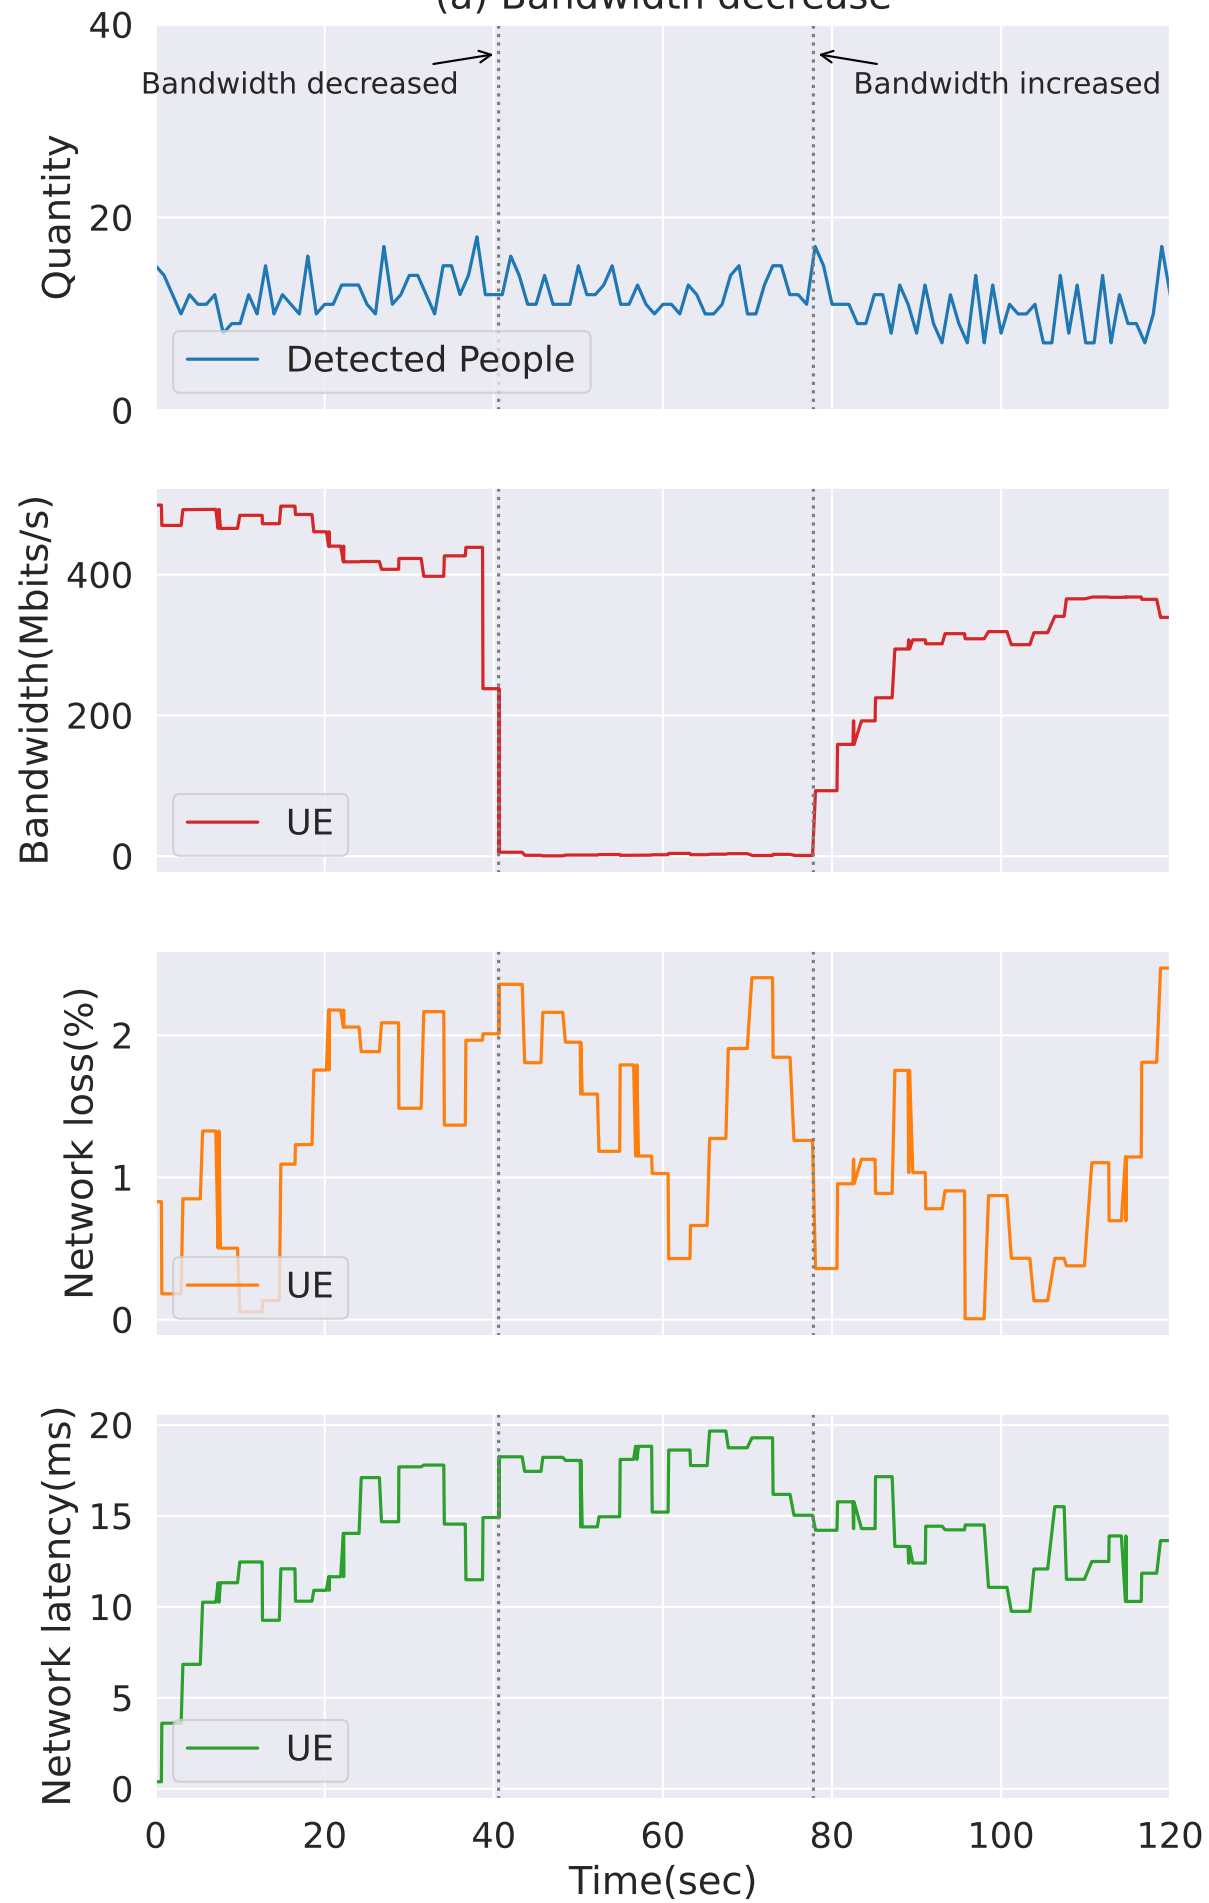 (a) Bandwidth decrease
40
Bandwidth decreased
Bandwidth increased
Quantity
20
Detected People
0
Bandwidth(Mbits/s)
400
200
UE
0
Network loss(%)
2
1
UE
0
Network latency(ms)
20
15
10
5
UE
0
0 20 40 60 80 100 120
Time(sec)